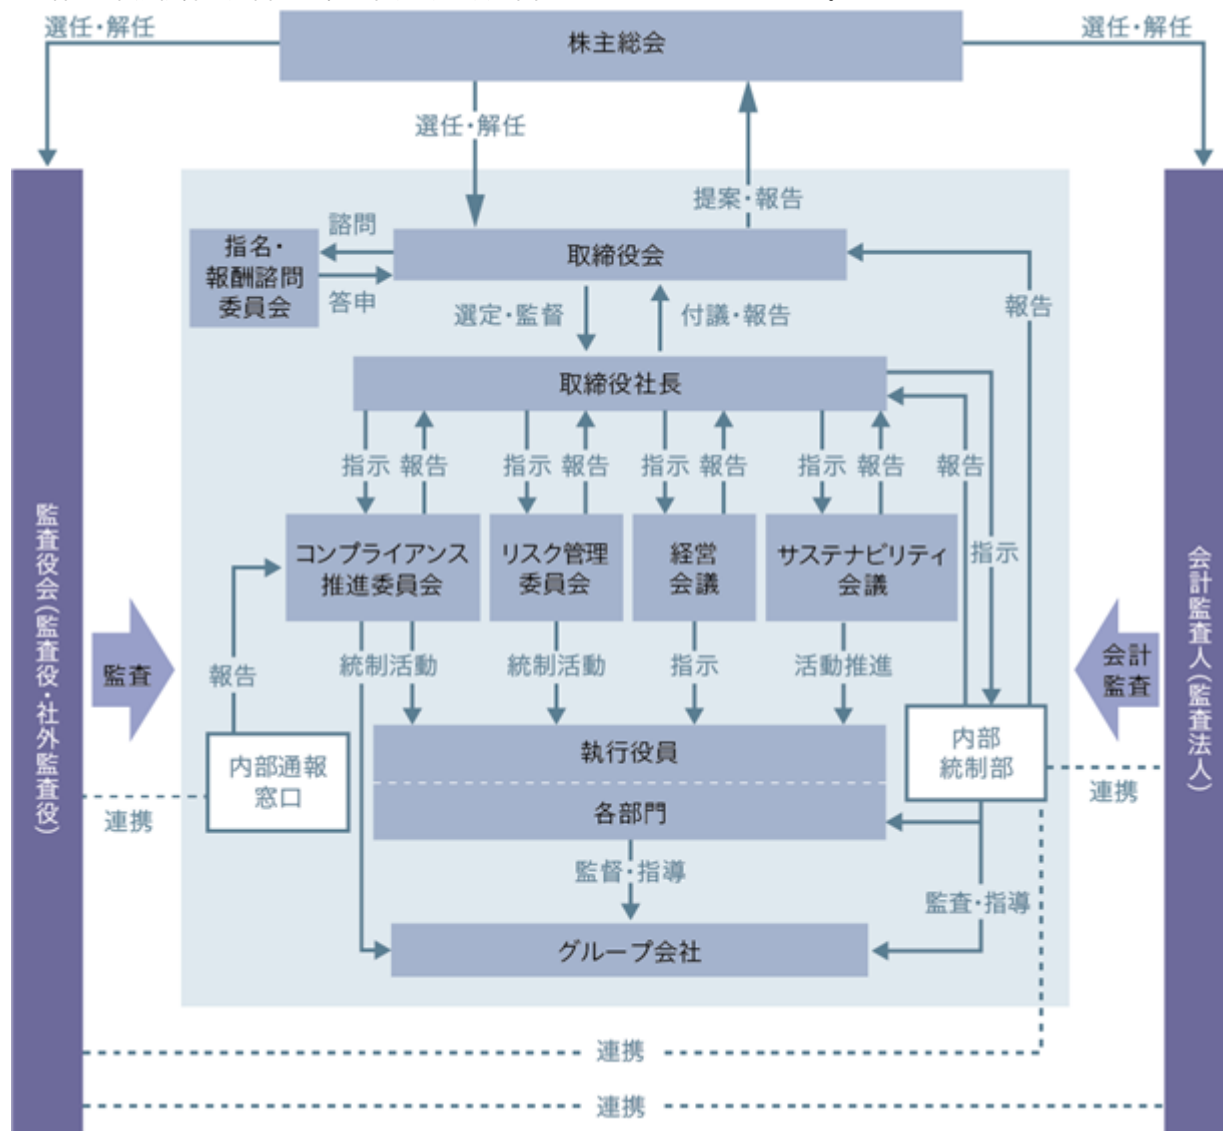 選任・解任
株主総会
選任・解任
選任・解任
提案・報告
諮問
指名・
報酬諮問
委員会
答申
取締役会
報告
選定・監督
付議・報告
取締役社長
指示
報告
指示
報告
指示
報告
指示
報告
報告
コンプライアンス
推進委員会
リスク管理
委員会
経営
会議
サステナビリティ
会議
指示
監査役会(監査役・社外監査役)
会計監査人(監査法人)
監査
報告
統制活動
統制活動
指示
活動推進
会計
監査
内部通報
窓口
執行役員
内部
統制部
連携
各部門
連携
監督・指導
監査・指導
グループ会社
連携
連携